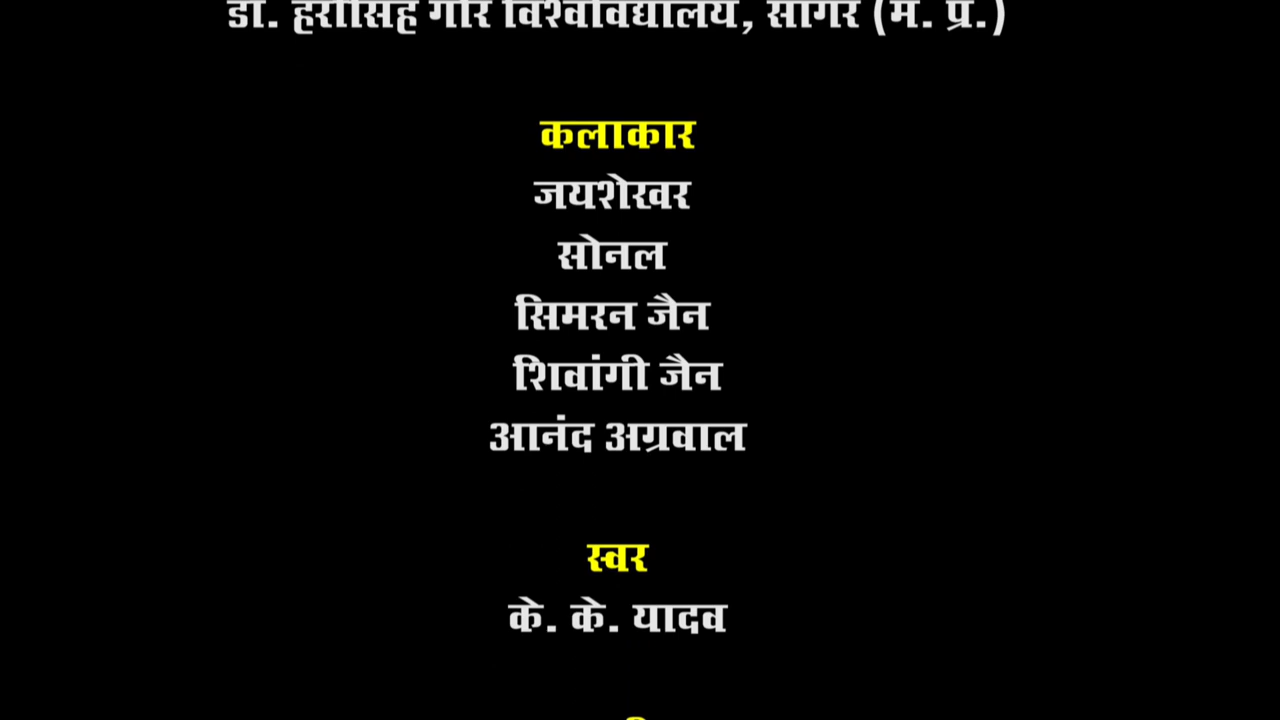 डॉ. हरीसिंह गौर विश्वविद्यालय, सागर (म. प्र.)
कलाकार
जयशेखर
सोनल
सिमरन जैन
शिवांगी जैन
आनंद अग्रवाल
स्वर
के. के. यादव